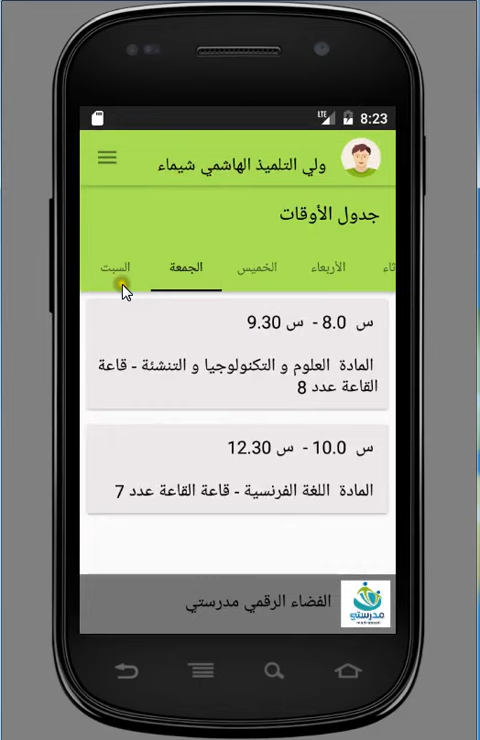 LTE 8:23
ولي التلميذ الهاشمي شيماء
جدول الأوقات
ثاء الأربعاء الخميس الجمعة السبت
س 8.0 - س 9.30
المادة العلوم و التكنولوجيا و التنشئة - قاعة
القاعة عدد 8
س 10.0 - س 12.30
المادة اللغة الفرنسية - قاعة القاعة عدد 7
الفضاء الرقمي مدرستي
مدرستي